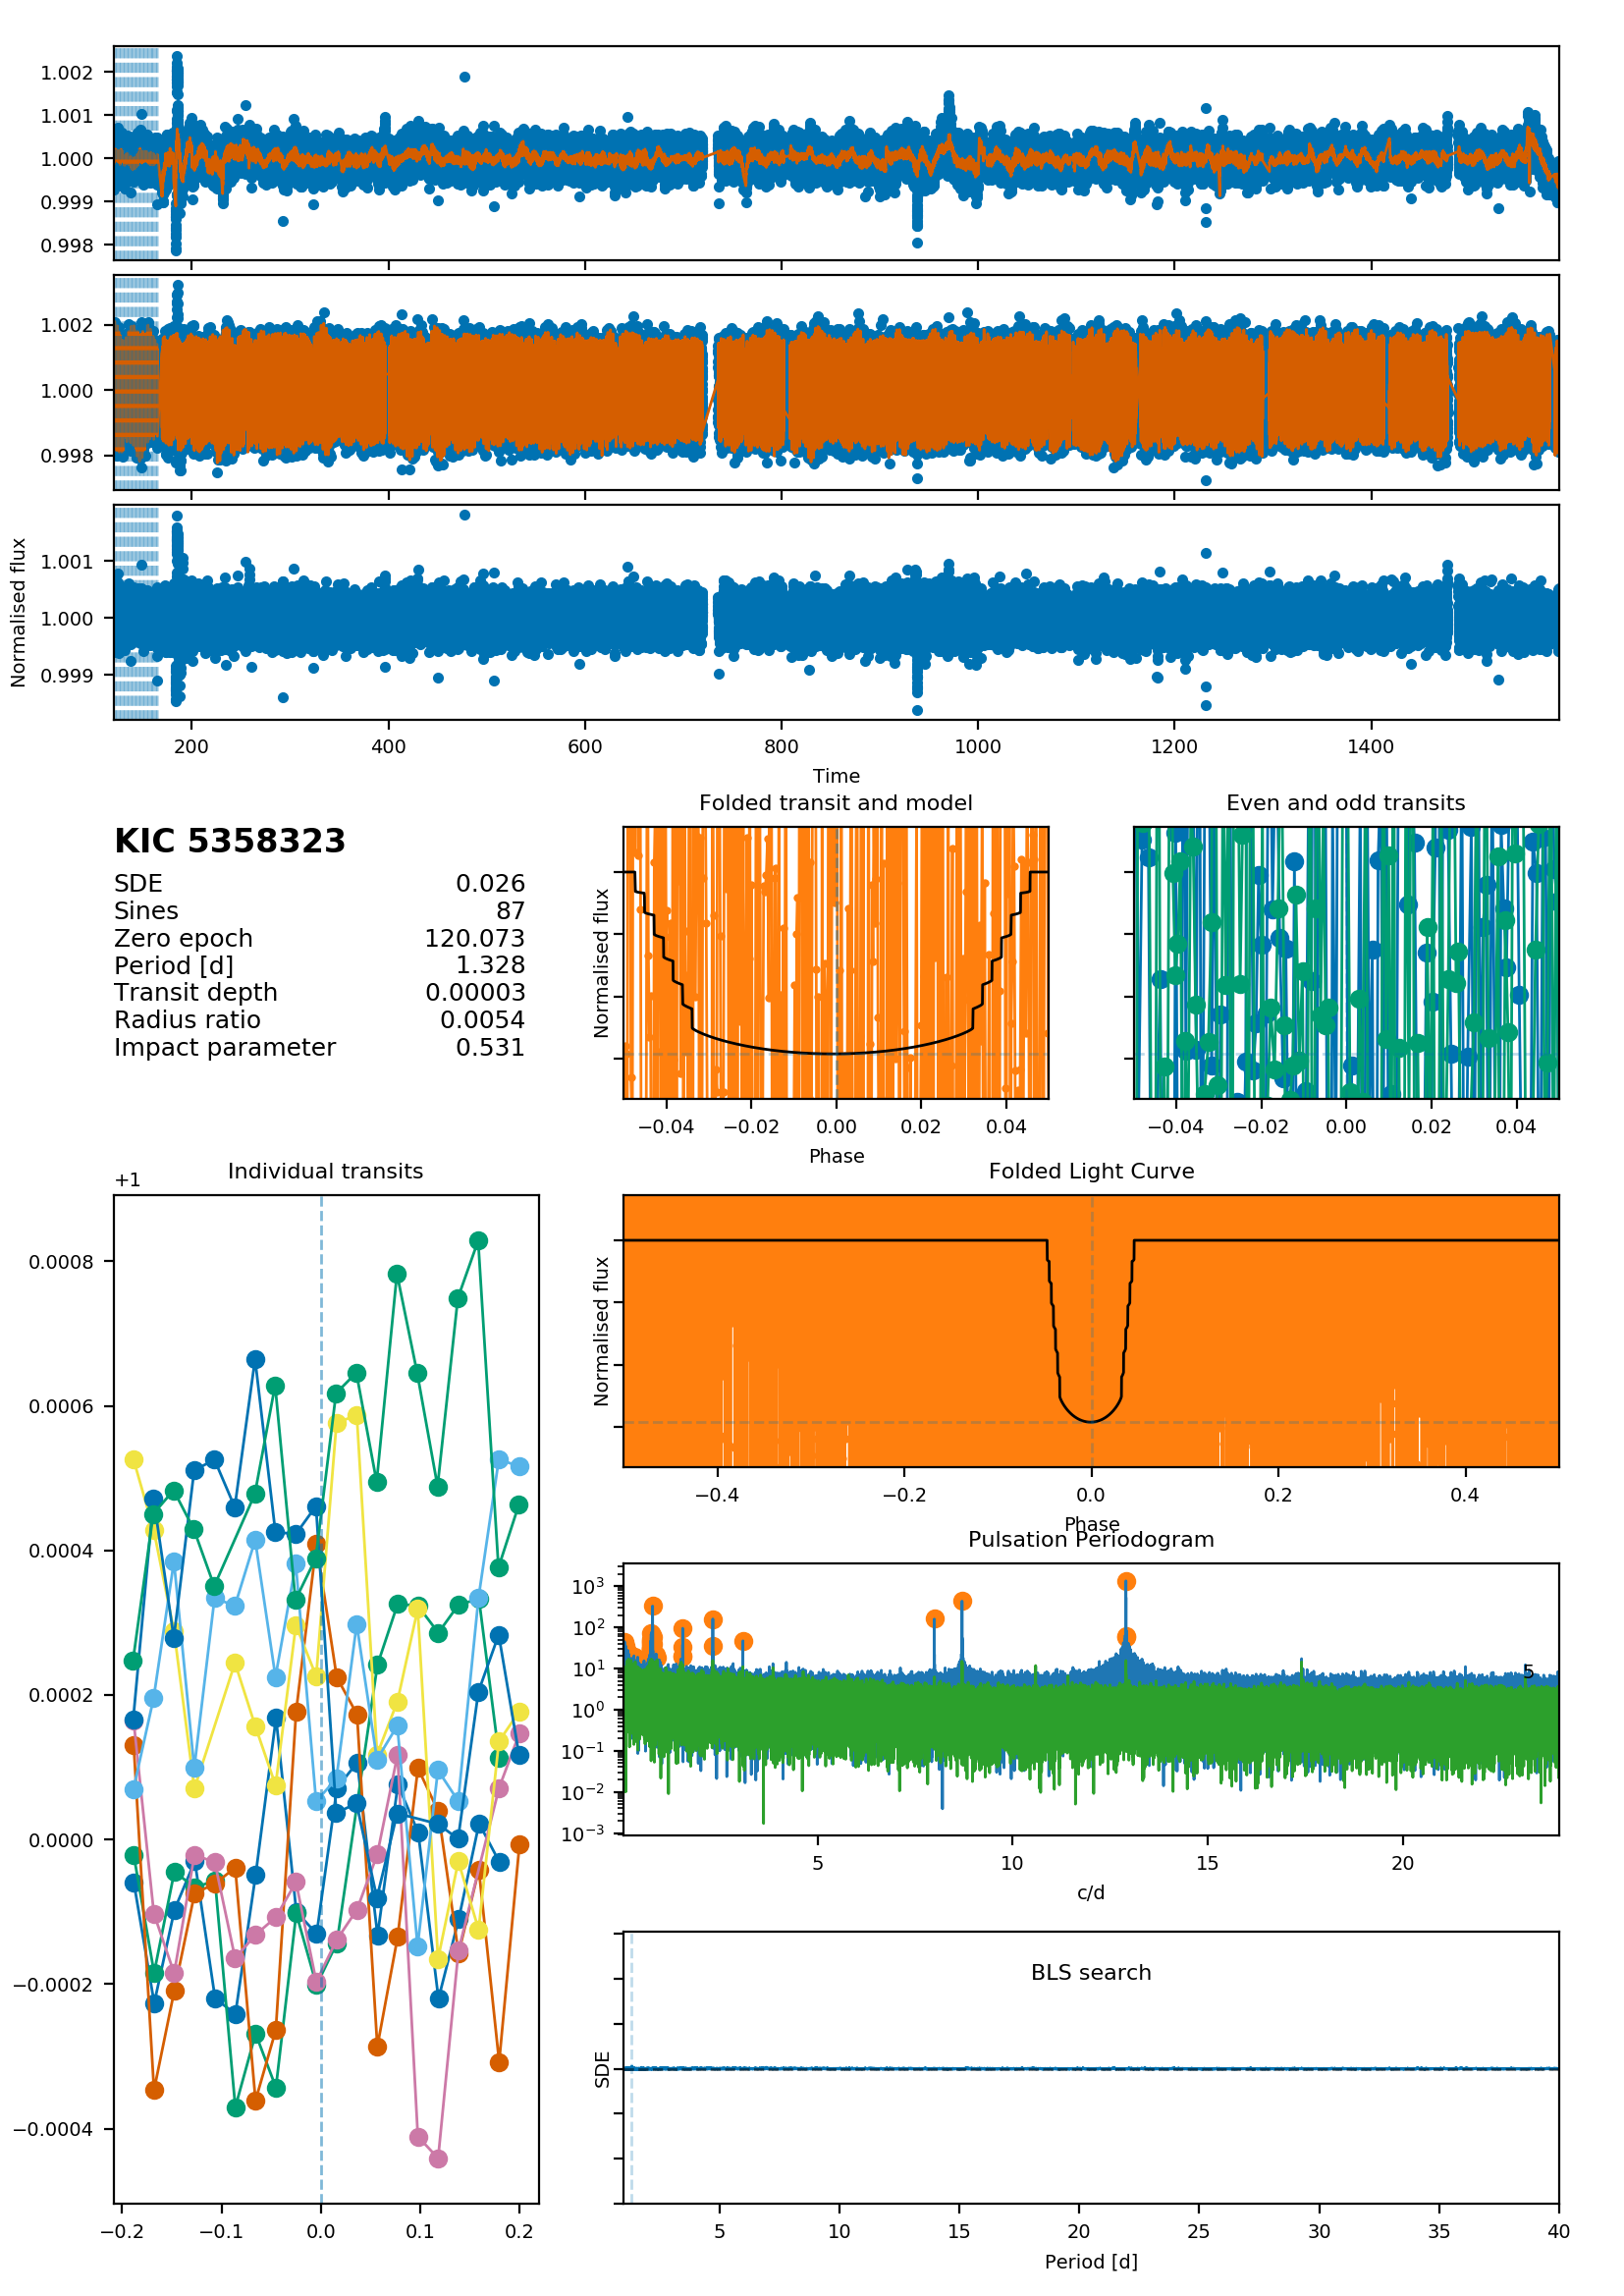 1.002
1.001
1.000
0.999
0.998
1.002
1.000
0.998
1.001
1.000
0.999
Normalised flux
200 400 600 800 1000 1200 1400
Time
KIC 5358323
SDE 0.026
Sines 87
Zero epoch 120.073
Period [d] 1.328
Transit depth 0.00003
Radius ratio 0.0054
Impact parameter 0.531
Folded transit and model
Normalised flux
−0.04 −0.02 0.00 0.02 0.04
Phase
Even and odd transits
−0.04 −0.02 0.00 0.02 0.04
Individual transits
+1
0.0008
0.0006
0.0004
0.0002
0.0000
−0.0002
−0.0004
−0.2 −0.1 0.0 0.1 0.2
Folded Light Curve
Normalised flux
−0.4 −0.2 0.0 0.2 0.4
Phase
Pulsation Periodogram
10³
10²
10¹
10⁰
10⁻¹
10⁻²
10⁻³
5
5 10 15 20
c/d
BLS search
SDE
5 10 15 20 25 30 35 40
Period [d]